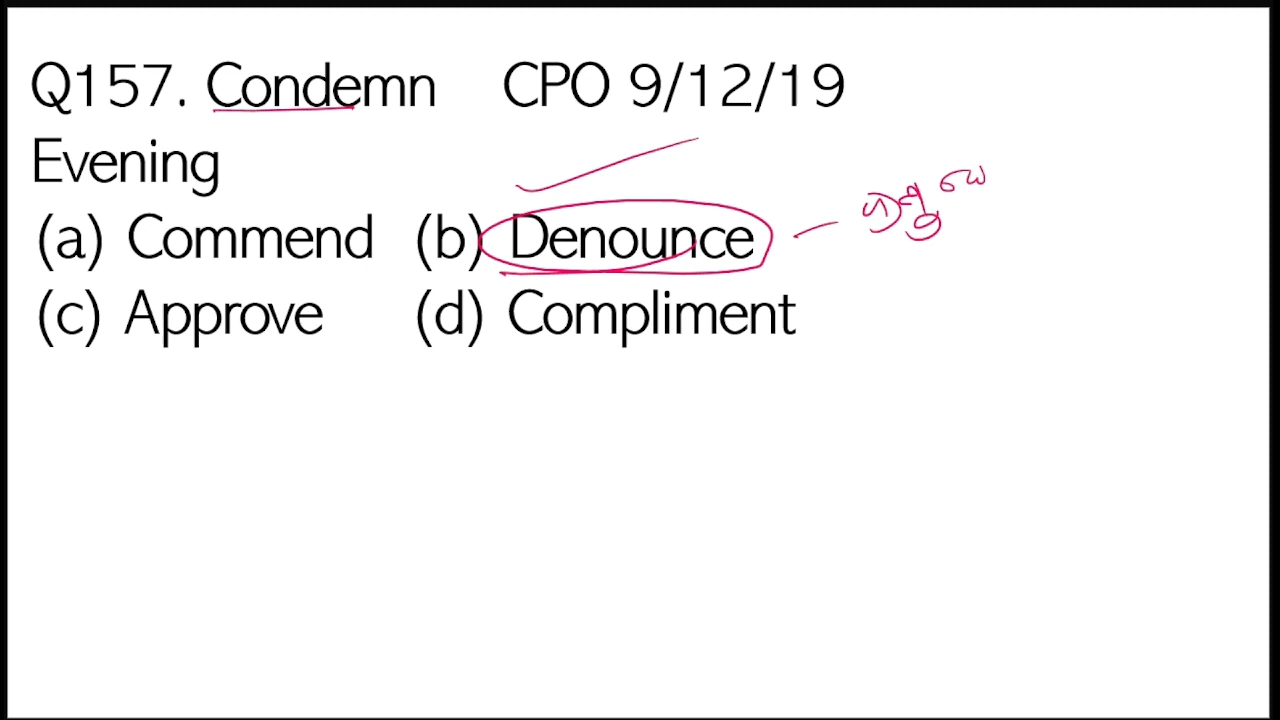 Q157. Condemn CPO 9/12/19
Evening
(a) Commend (b) Denounce
(c) Approve (d) Compliment